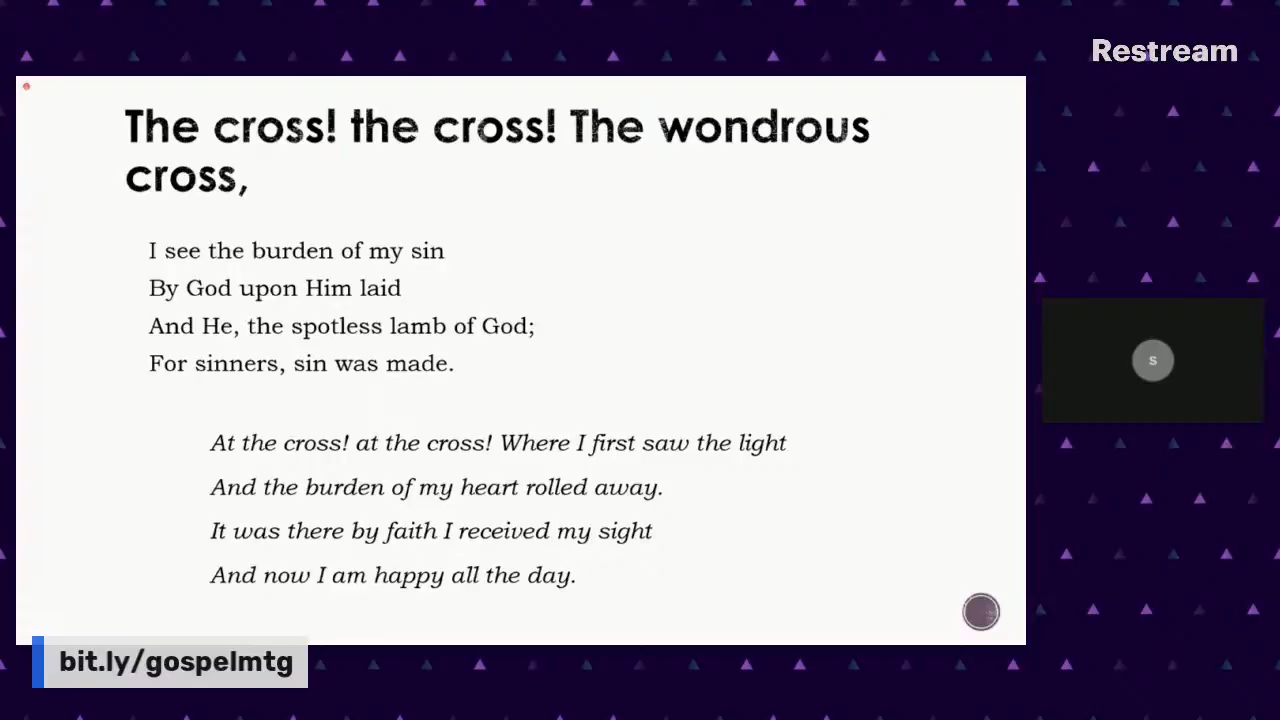 Restream
The cross! the cross! The wondrous
cross,
I see the burden of my sin
By God upon Him laid
And He, the spotless lamb of God;
For sinners, sin was made.
At the cross! at the cross! Where I first saw the light
And the burden of my heart rolled away.
It was there by faith I received my sight
And now I am happy all the day.
S
bit.ly/gospelmtg